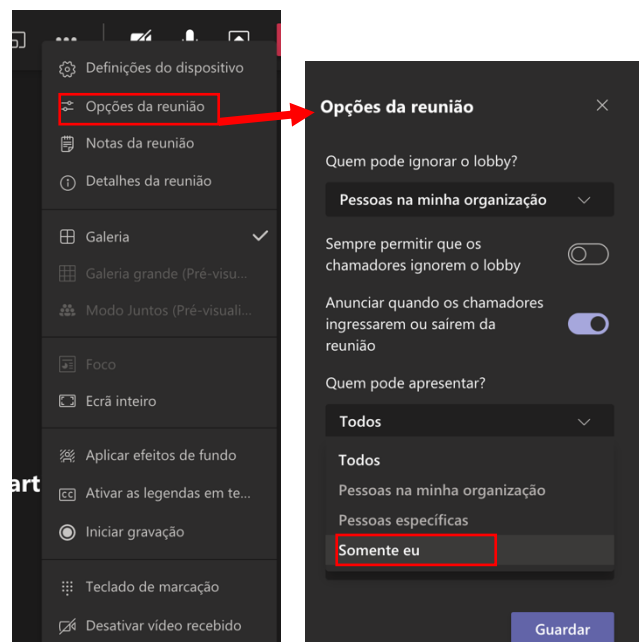 Definições do dispositivo
Opções da reunião
Notas da reunião
Detalhes da reunião
Galeria
Galeria grande (Pré-visu...
Modo Juntos (Pré-visuali...
Foco
Ecrã inteiro
Aplicar efeitos de fundo
art
CC Ativar as legendas em te...
Iniciar gravação
Teclado de marcação
Desativar vídeo recebido
Opções da reunião
Quem pode ignorar o lobby?
Pessoas na minha organização
Sempre permitir que os
chamadores ignorem o lobby
Anunciar quando os chamadores
ingressarem ou saírem da
reunião
Quem pode apresentar?
Todos
Todos
Pessoas na minha organização
Pessoas específicas
Somente eu
Guardar